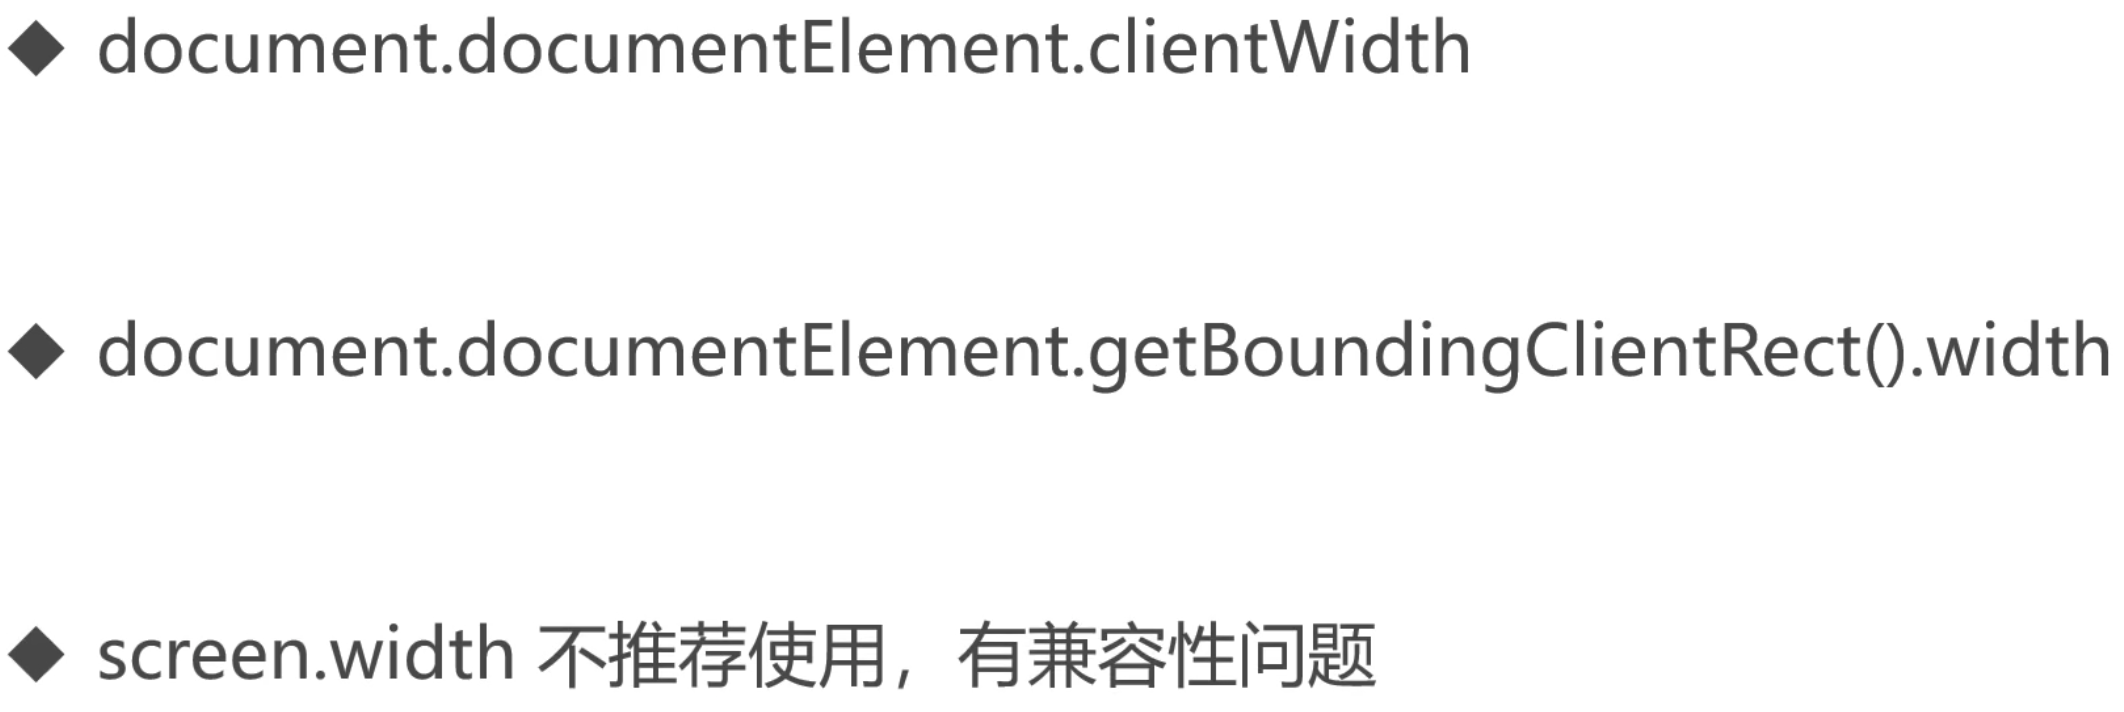 ◆ document.documentElement.clientWidth
◆ document.documentElement.getBoundingClientRect().width
◆ screen.width 不推荐使用，有兼容性问题